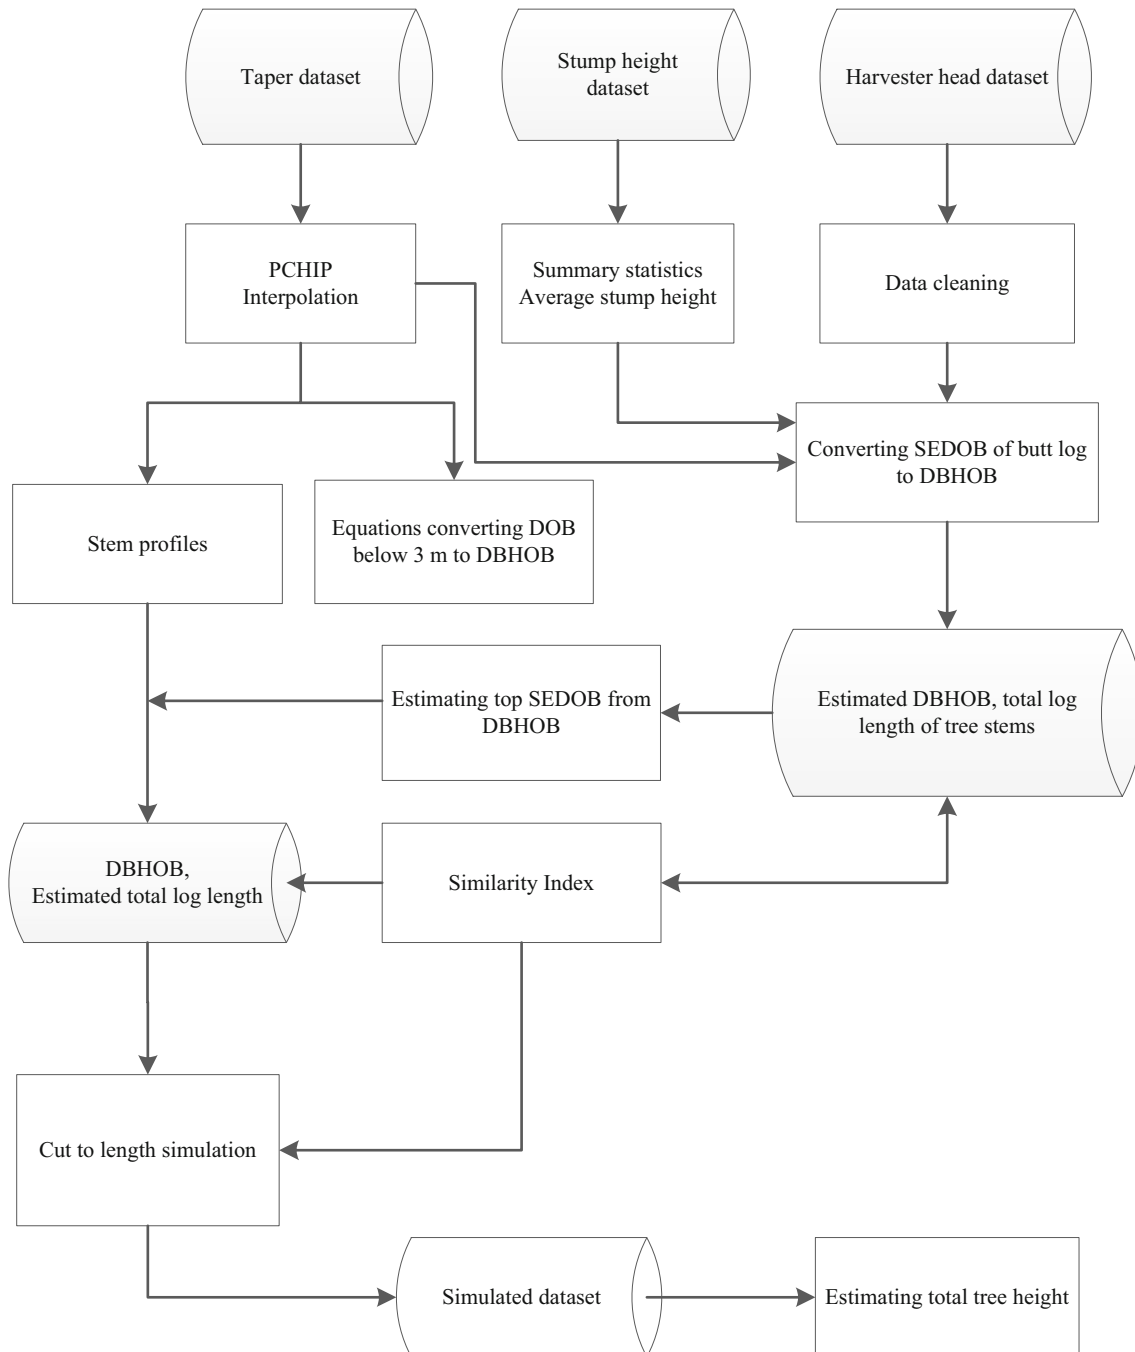 Taper dataset
Stump height
dataset
Harvester head dataset
PCHIP
Interpolation
Summary statistics
Average stump height
Data cleaning
Converting SEDOB of butt log
to DBHOB
Stem profiles
Equations converting DOB
below 3 m to DBHOB
Estimating top SEDOB from
DBHOB
Estimated DBHOB, total log
length of tree stems
DBHOB,
Estimated total log length
Similarity Index
Cut to length simulation
Simulated dataset
Estimating total tree height